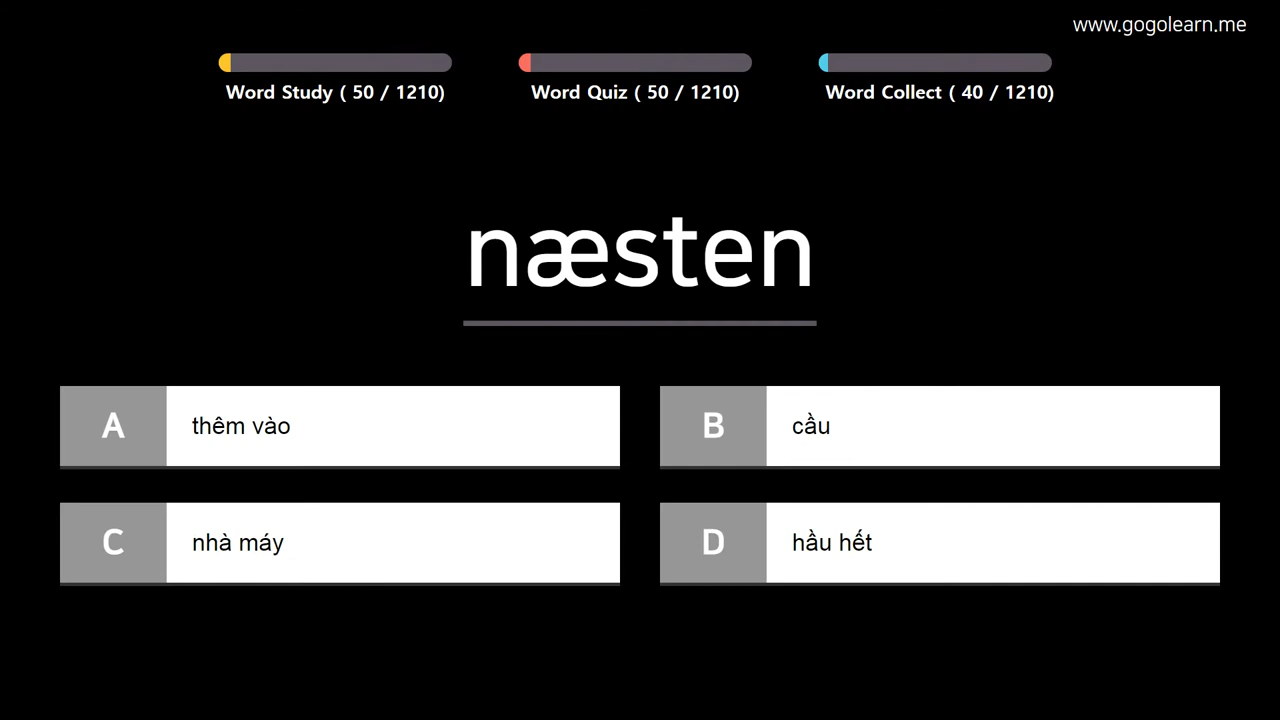 www.gogolearn.me
Word Study ( 50 / 1210)
Word Quiz ( 50 / 1210)
Word Collect ( 40 / 1210)
næsten
A thêm vào
B cầu
C nhà máy
D hầu hết